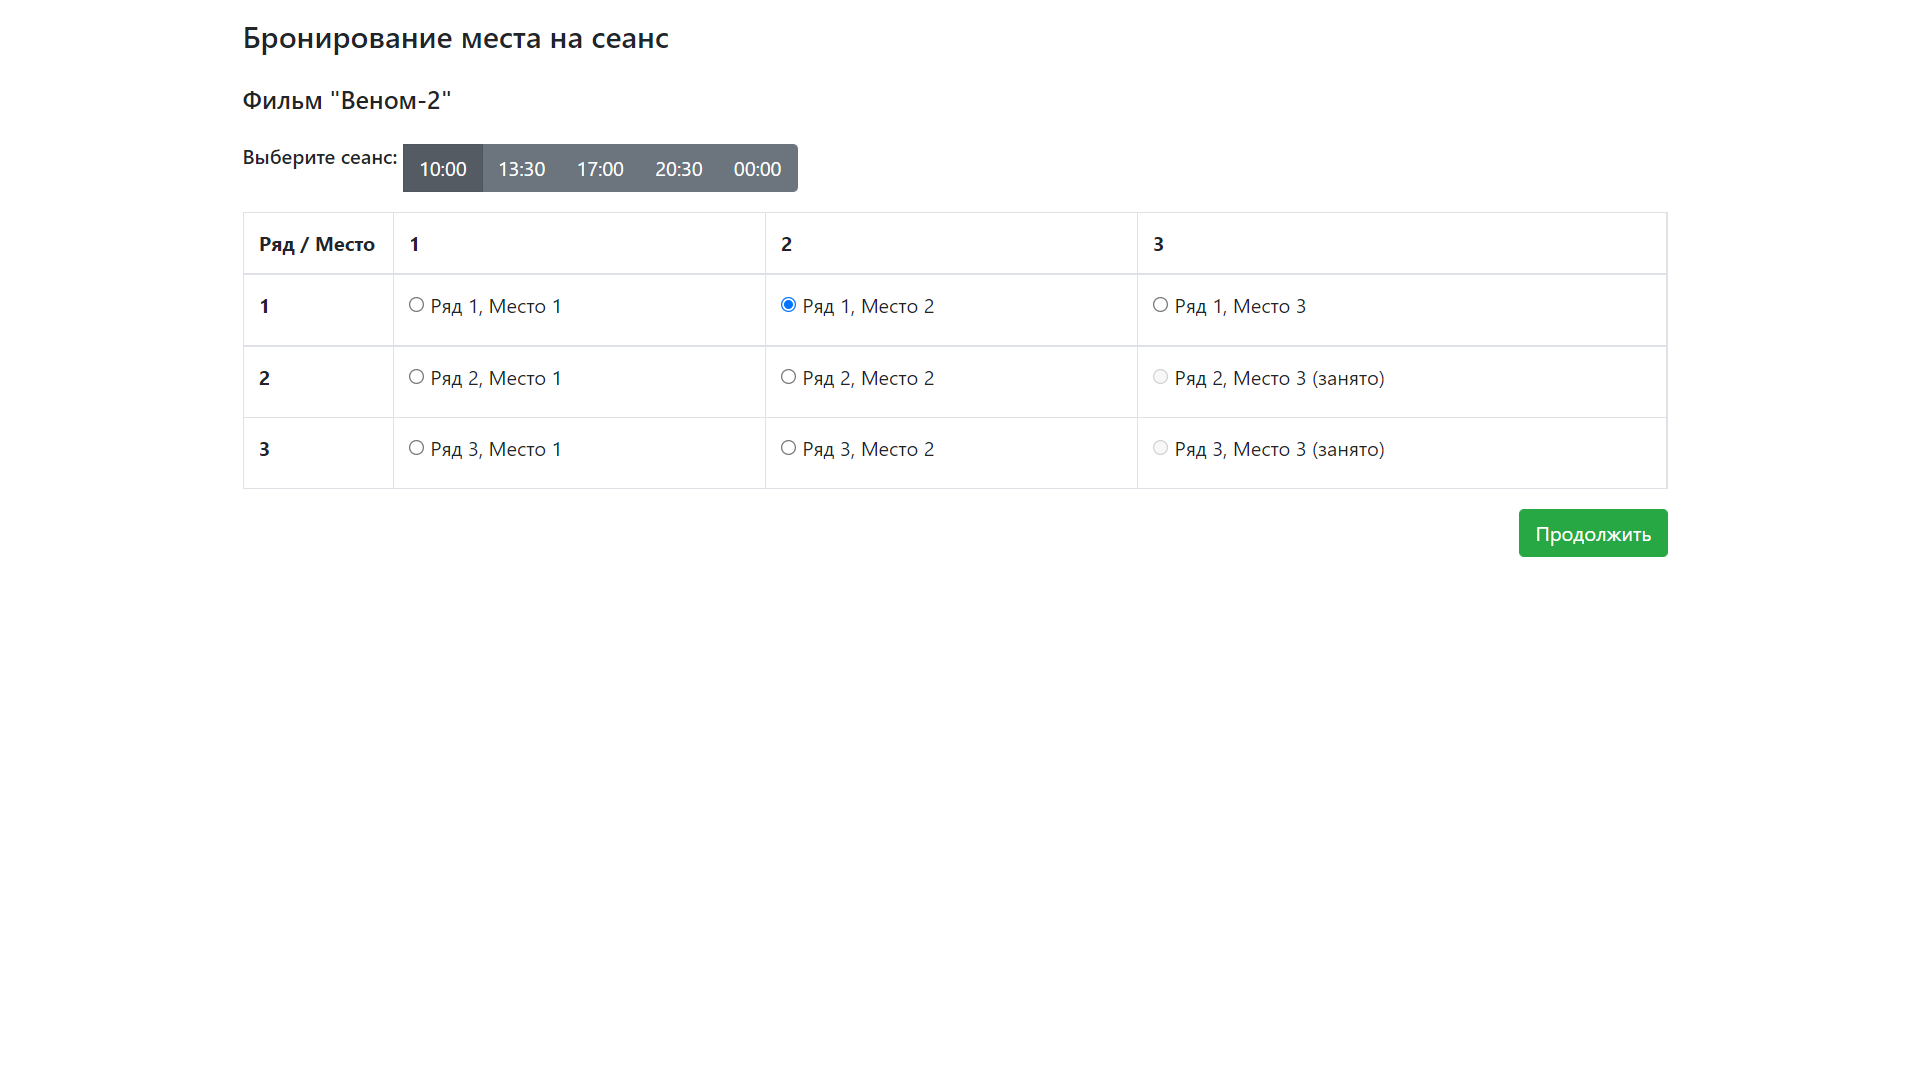 Бронирование места на сеанс
Фильм "Веном-2"
Выберите сеанс: 10:00 13:30 17:00 20:30 00:00
Ряд / Место 1 2 3
1 Ряд 1, Место 1 Ряд 1, Место 2 Ряд 1, Место 3
2 Ряд 2, Место 1 Ряд 2, Место 2 Ряд 2, Место 3 (занято)
3 Ряд 3, Место 1 Ряд 3, Место 2 Ряд 3, Место 3 (занято)
Продолжить